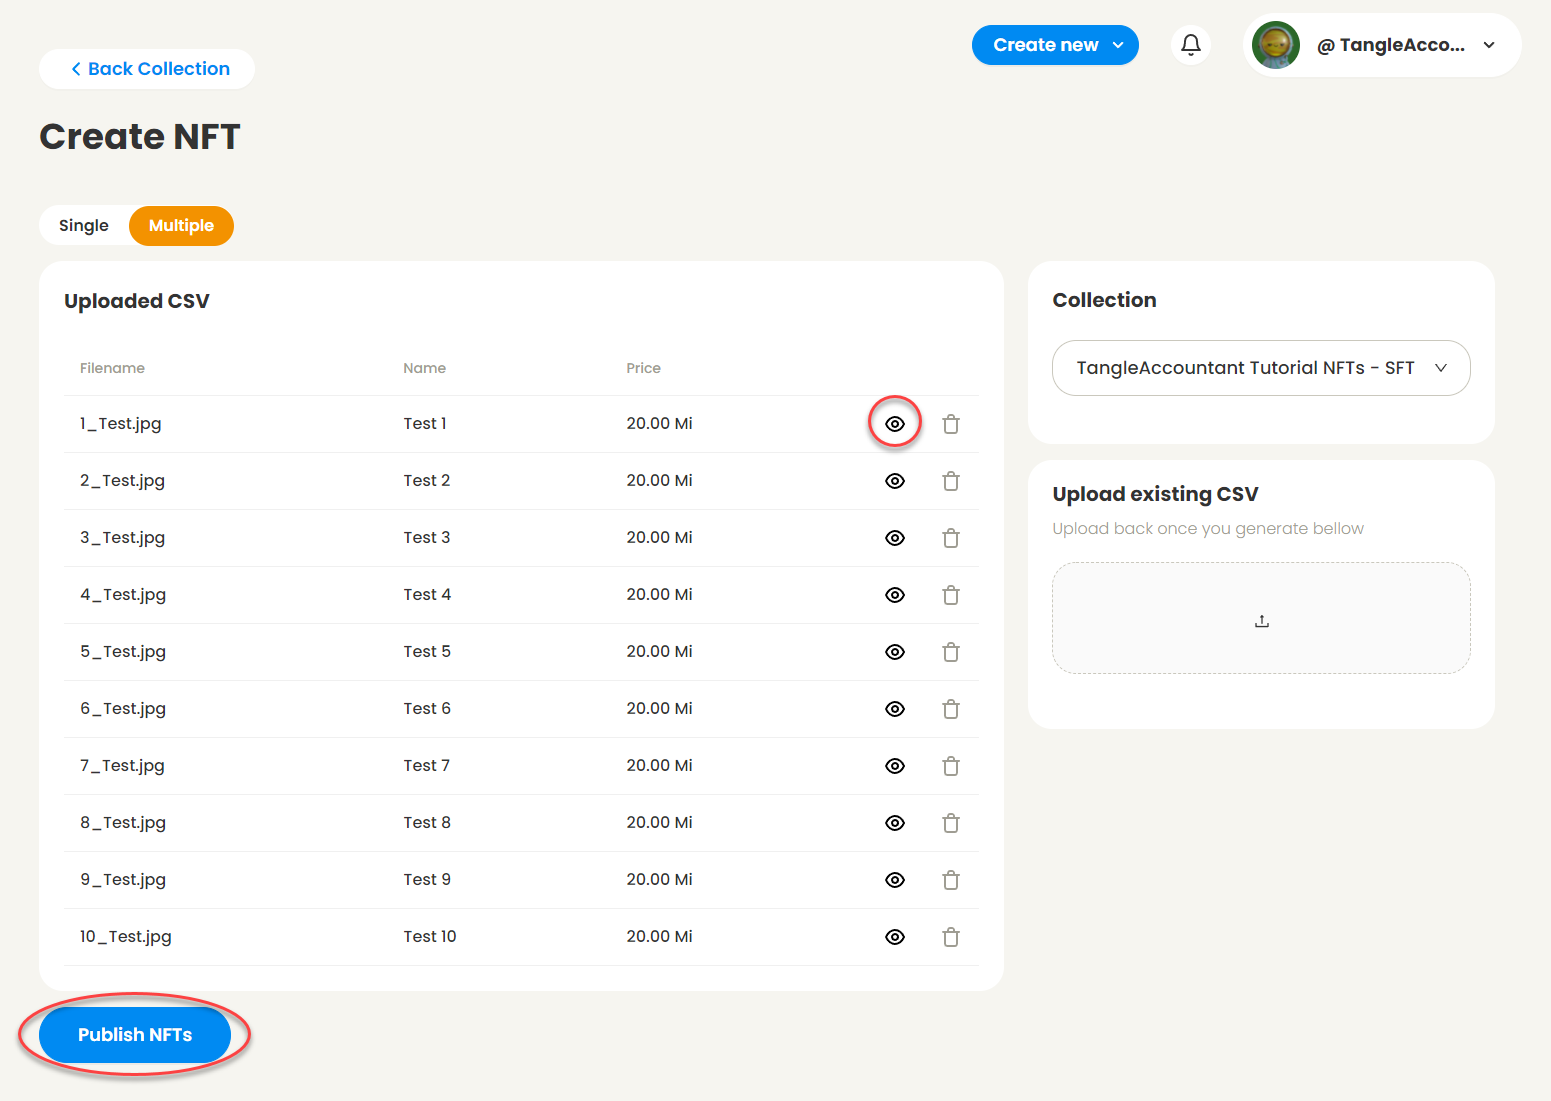 Create new
@ TangleAcco...
Back Collection
Create NFT
Single Multiple
Uploaded CSV
Filename Name Price
1_Test.jpg Test 1 20.00 Mi
2_Test.jpg Test 2 20.00 Mi
3_Test.jpg Test 3 20.00 Mi
4_Test.jpg Test 4 20.00 Mi
5_Test.jpg Test 5 20.00 Mi
6_Test.jpg Test 6 20.00 Mi
7_Test.jpg Test 7 20.00 Mi
8_Test.jpg Test 8 20.00 Mi
9_Test.jpg Test 9 20.00 Mi
10_Test.jpg Test 10 20.00 Mi
Publish NFTs
Collection
TangleAccountant Tutorial NFTs - SFT
Upload existing CSV
Upload back once you generate bellow